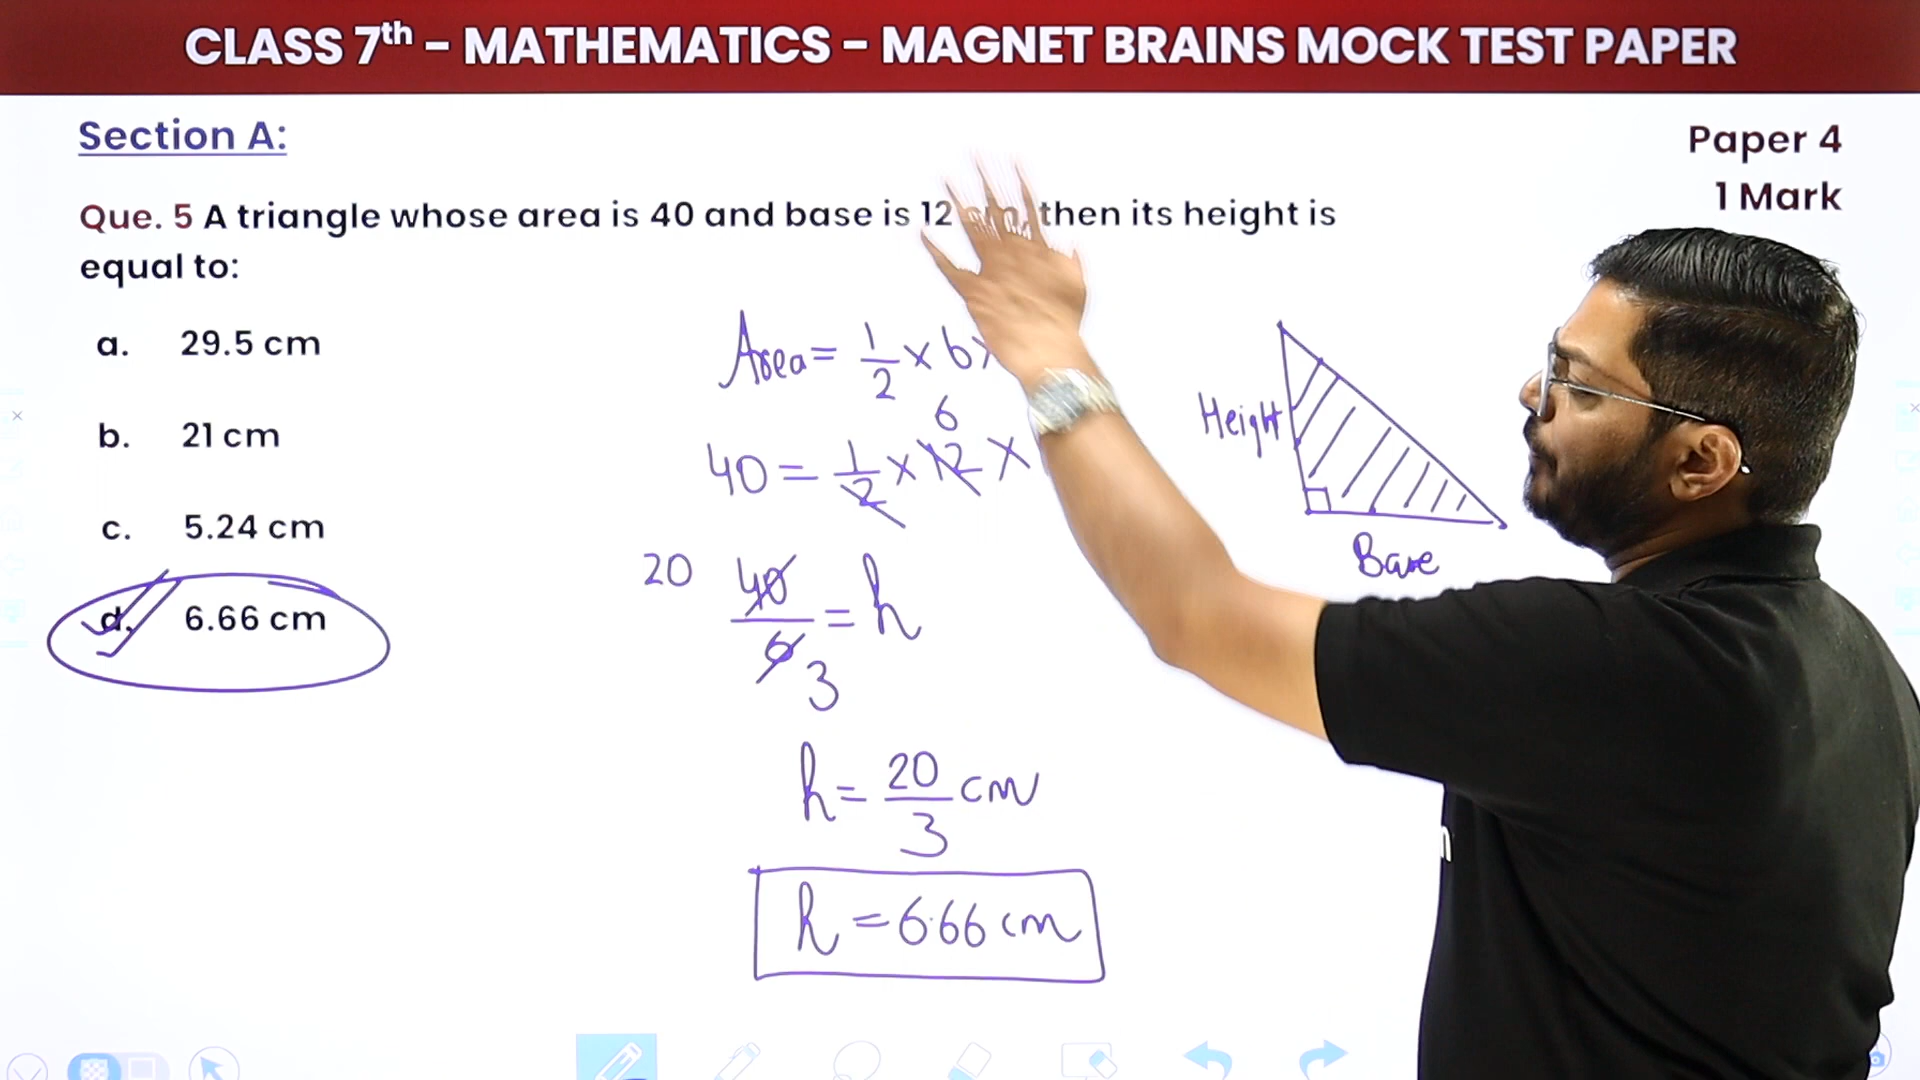 CLASS 7th – MATHEMATICS – MAGNET BRAINS MOCK TEST PAPER
Section A:
Paper 4
1 Mark
Que. 5 A triangle whose area is 40 and base is 12 cm, then its height is
equal to:
a. 29.5 cm
b. 21 cm
c. 5.24 cm
d. 6.66 cm
Area = 1/2 × b ×
6
40 = 1/2 × 12 ×
20 40/6 = h
3
h = 20/3 cm
h = 6.66 cm
Height
Base